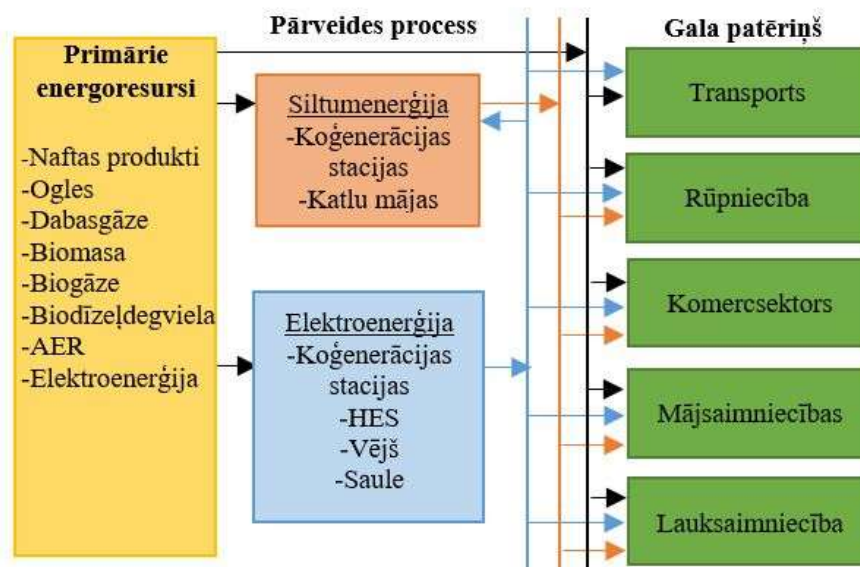 Primārie
energoresursi
-Naftas produkti
-Ogles
-Dabasgāze
-Biomasa
-Biogāze
-Biodīzeļdegviela
-AER
-Elektroenerģija
Pārveides process
Siltumenerģija
-Koģenerācijas
stacijas
-Katlu mājas
Elektroenerģija
-Koģenerācijas
stacijas
-HES
-Vējš
-Saule
Gala patēriņš
Transports
Rūpniecība
Komercsektors
Mājsaimniecības
Lauksaimniecība